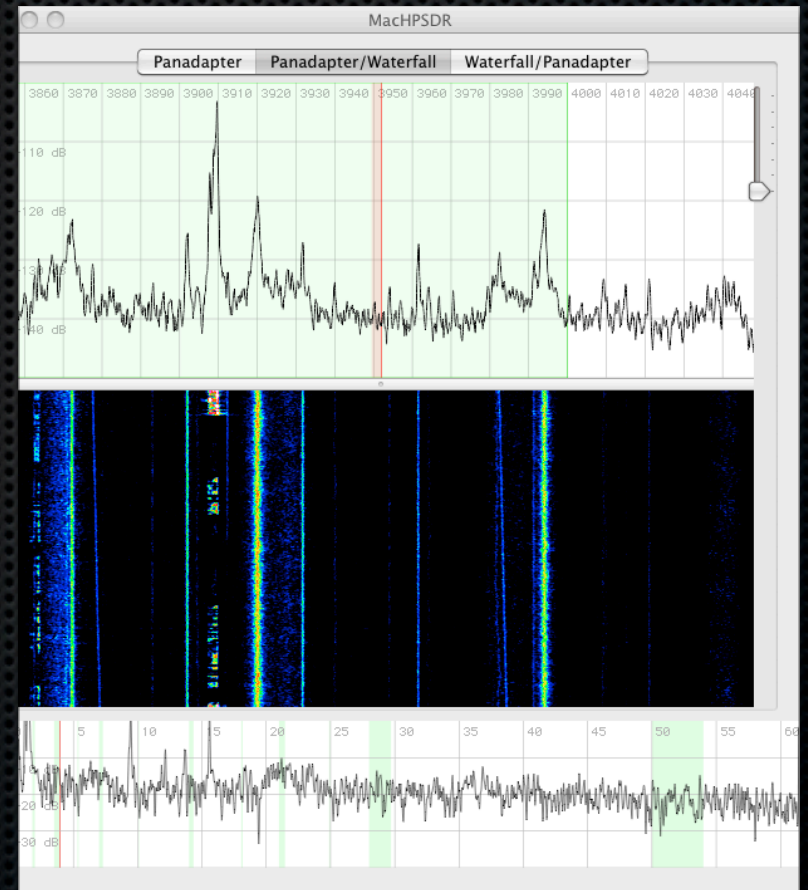 MacHPSDR
Panadapter Panadapter/Waterfall Waterfall/Panadapter
3860 3870 3880 3890 3900 3910 3920 3930 3940 3950 3960 3970 3980 3990 4000 4010 4020 4030 4040
-110 dB
-120 dB
-130 dB
-140 dB
5 10 15 20 25 30 35 40 45 50 55 60
-20 dB
-30 dB